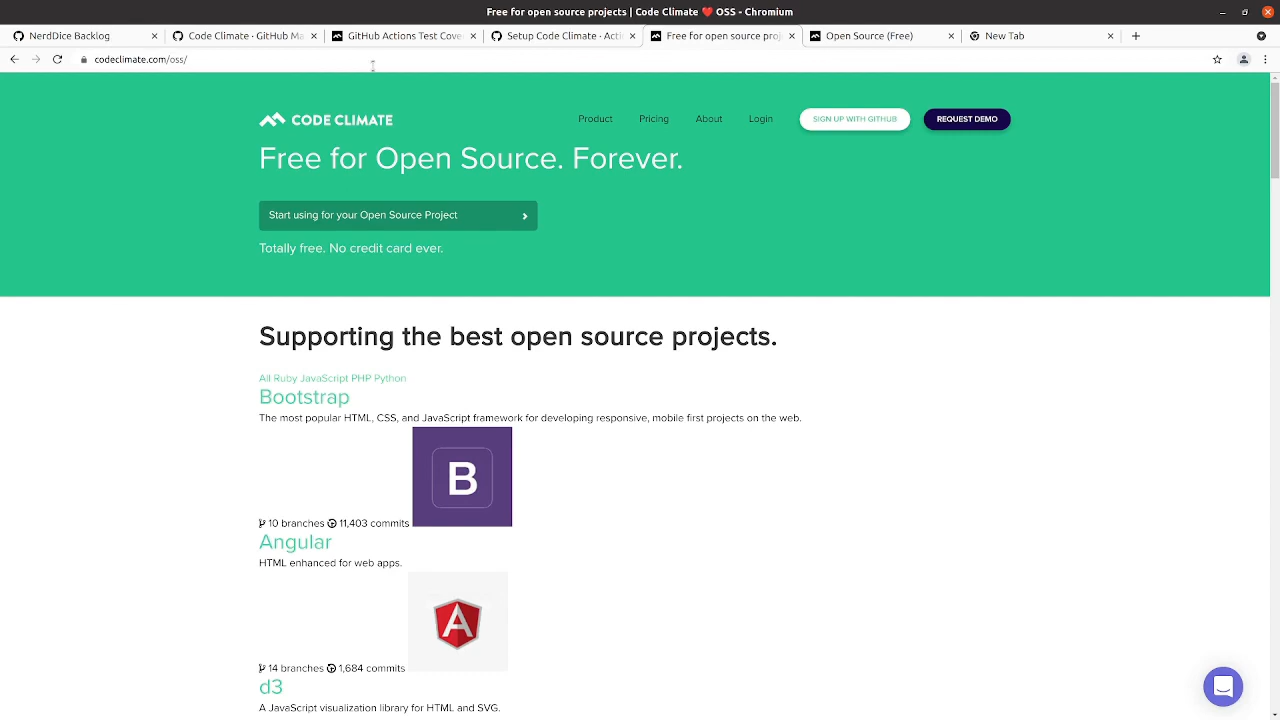 Free for open source projects | Code Climate ❤️ OSS - Chromium
NerdDice Backlog
Code Climate · GitHub Ma
GitHub Actions Test Cove
Setup Code Climate · Acti
Free for open source proj
Open Source (Free)
New Tab
codeclimate.com/oss/
CODE CLIMATE
Product
Pricing
About
Login
SIGN UP WITH GITHUB
REQUEST DEMO
Free for Open Source. Forever.
Start using for your Open Source Project
Totally free. No credit card ever.
Supporting the best open source projects.
All Ruby JavaScript PHP Python
Bootstrap
The most popular HTML, CSS, and JavaScript framework for developing responsive, mobile first projects on the web.
B
10 branches 11,403 commits
Angular
HTML enhanced for web apps.
A
14 branches 1,684 commits
d3
A JavaScript visualization library for HTML and SVG.